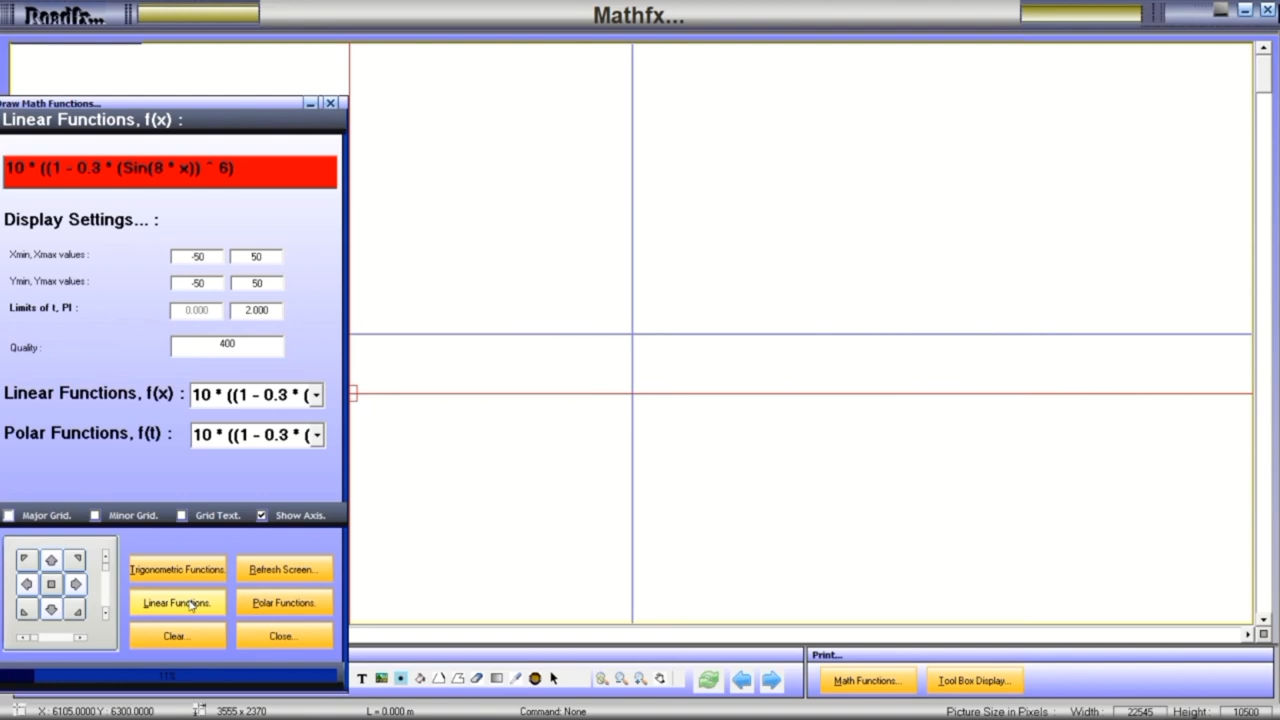 Roadfx...
Mathfx...
Draw Math Functions...
Linear Functions, f(x) :
10 * ((1 - 0.3 * (Sin(8 * x)) ^ 6)
Display Settings... :
Xmin, Xmax values :
-50
50
Ymin, Ymax values :
-50
50
Limits of t, PI :
0.000
2.000
Quality :
400
Linear Functions, f(x) :
10 * ((1 - 0.3 * (
Polar Functions, f(t) :
10 * ((1 - 0.3 * (
Major Grid.
Minor Grid.
Grid Text.
Show Axis.
Trigonometric Functions.
Refresh Screen...
Linear Functions.
Polar Functions.
Clear...
Close...
11%
T
Print...
Math Functions...
Tool Box Display...
X : 6105.0000 Y : 6300.0000
3555 x 2370
L = 0.000 m
Command: None
Picture Size in Pixels :
Width :
22545
Height :
10500